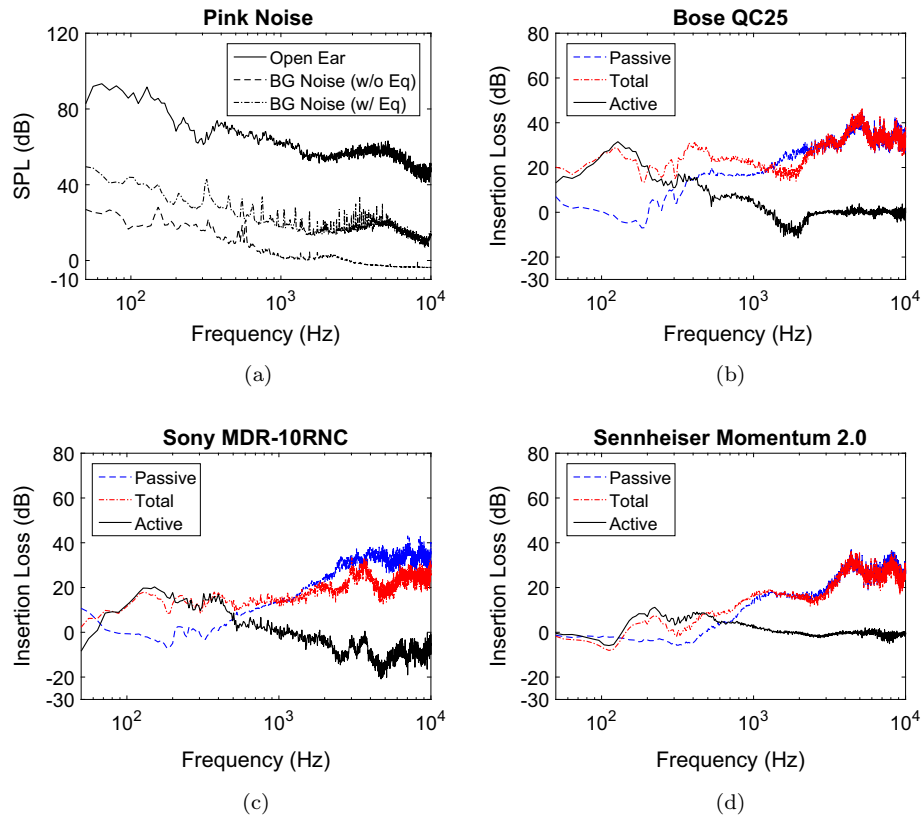 Pink Noise
120
80
40
0
-10
SPL (dB)
Open Ear
BG Noise (w/o Eq)
BG Noise (w/ Eq)
10^2
10^3
10^4
Frequency (Hz)
(a)
Bose QC25
80
60
40
20
0
-30
Insertion Loss (dB)
Passive
Total
Active
10^2
10^3
10^4
Frequency (Hz)
(b)
Sony MDR-10RNC
80
60
40
20
0
-20
-30
Insertion Loss (dB)
Passive
Total
Active
10^2
10^3
10^4
Frequency (Hz)
(c)
Sennheiser Momentum 2.0
80
60
40
20
0
-20
-30
Insertion Loss (dB)
Passive
Total
Active
10^2
10^3
10^4
Frequency (Hz)
(d)